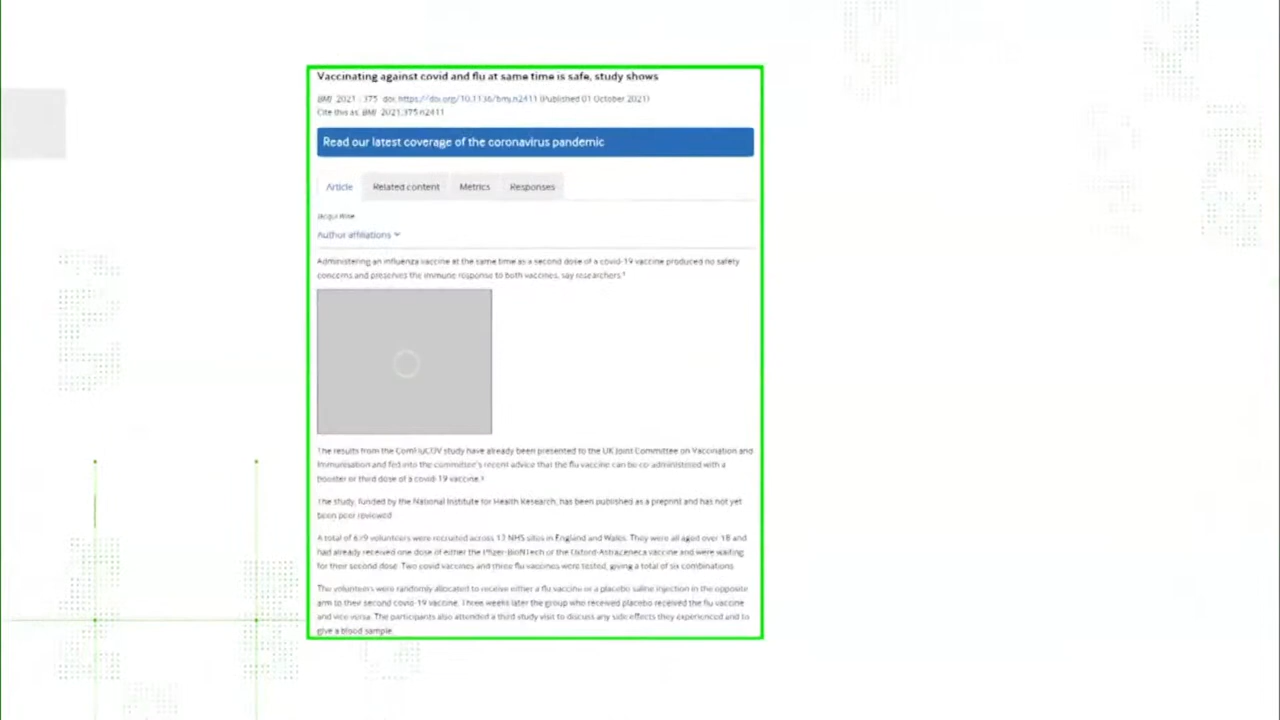 Vaccinating against covid and flu at same time is safe, study shows
BMJ 2021 ; 375 doi: https://doi.org/10.1136/bmj.n2411 (Published 01 October 2021)
Cite this as: BMJ 2021;375:n2411
Read our latest coverage of the coronavirus pandemic
Article Related content Metrics Responses
Jacqui Wise
Author affiliations
Administering an influenza vaccine at the same time as a second dose of a covid-19 vaccine produced no safety
concerns and preserves the immune response to both vaccines, say researchers.1
The results from the ComFluCOV study have already been presented to the UK Joint Committee on Vaccination and
Immunisation and fed into the committee's recent advice that the flu vaccine can be co-administered with a
booster or third dose of a covid-19 vaccine.2
The study, funded by the National Institute for Health Research, has been published as a preprint and has not yet
been peer reviewed
A total of 679 volunteers were recruited across 12 NHS sites in England and Wales. They were all aged over 18 and
had already received one dose of either the Pfizer-BioNTech or the Oxford-AstraZeneca vaccine and were waiting
for their second dose. Two covid vaccines and three flu vaccines were tested, giving a total of six combinations.
The volunteers were randomly allocated to receive either a flu vaccine or a placebo saline injection in the opposite
arm to their second covid-19 vaccine. Three weeks later the group who received placebo received the flu vaccine
and vice versa. The participants also attended a third study visit to discuss any side effects they experienced and to
give a blood sample.